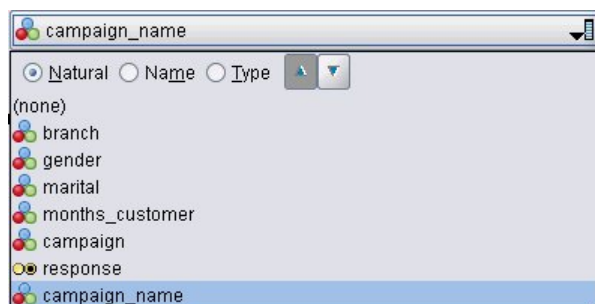 campaign_name
Natural Name Type
(none)
branch
gender
marital
months_customer
campaign
response
campaign_name